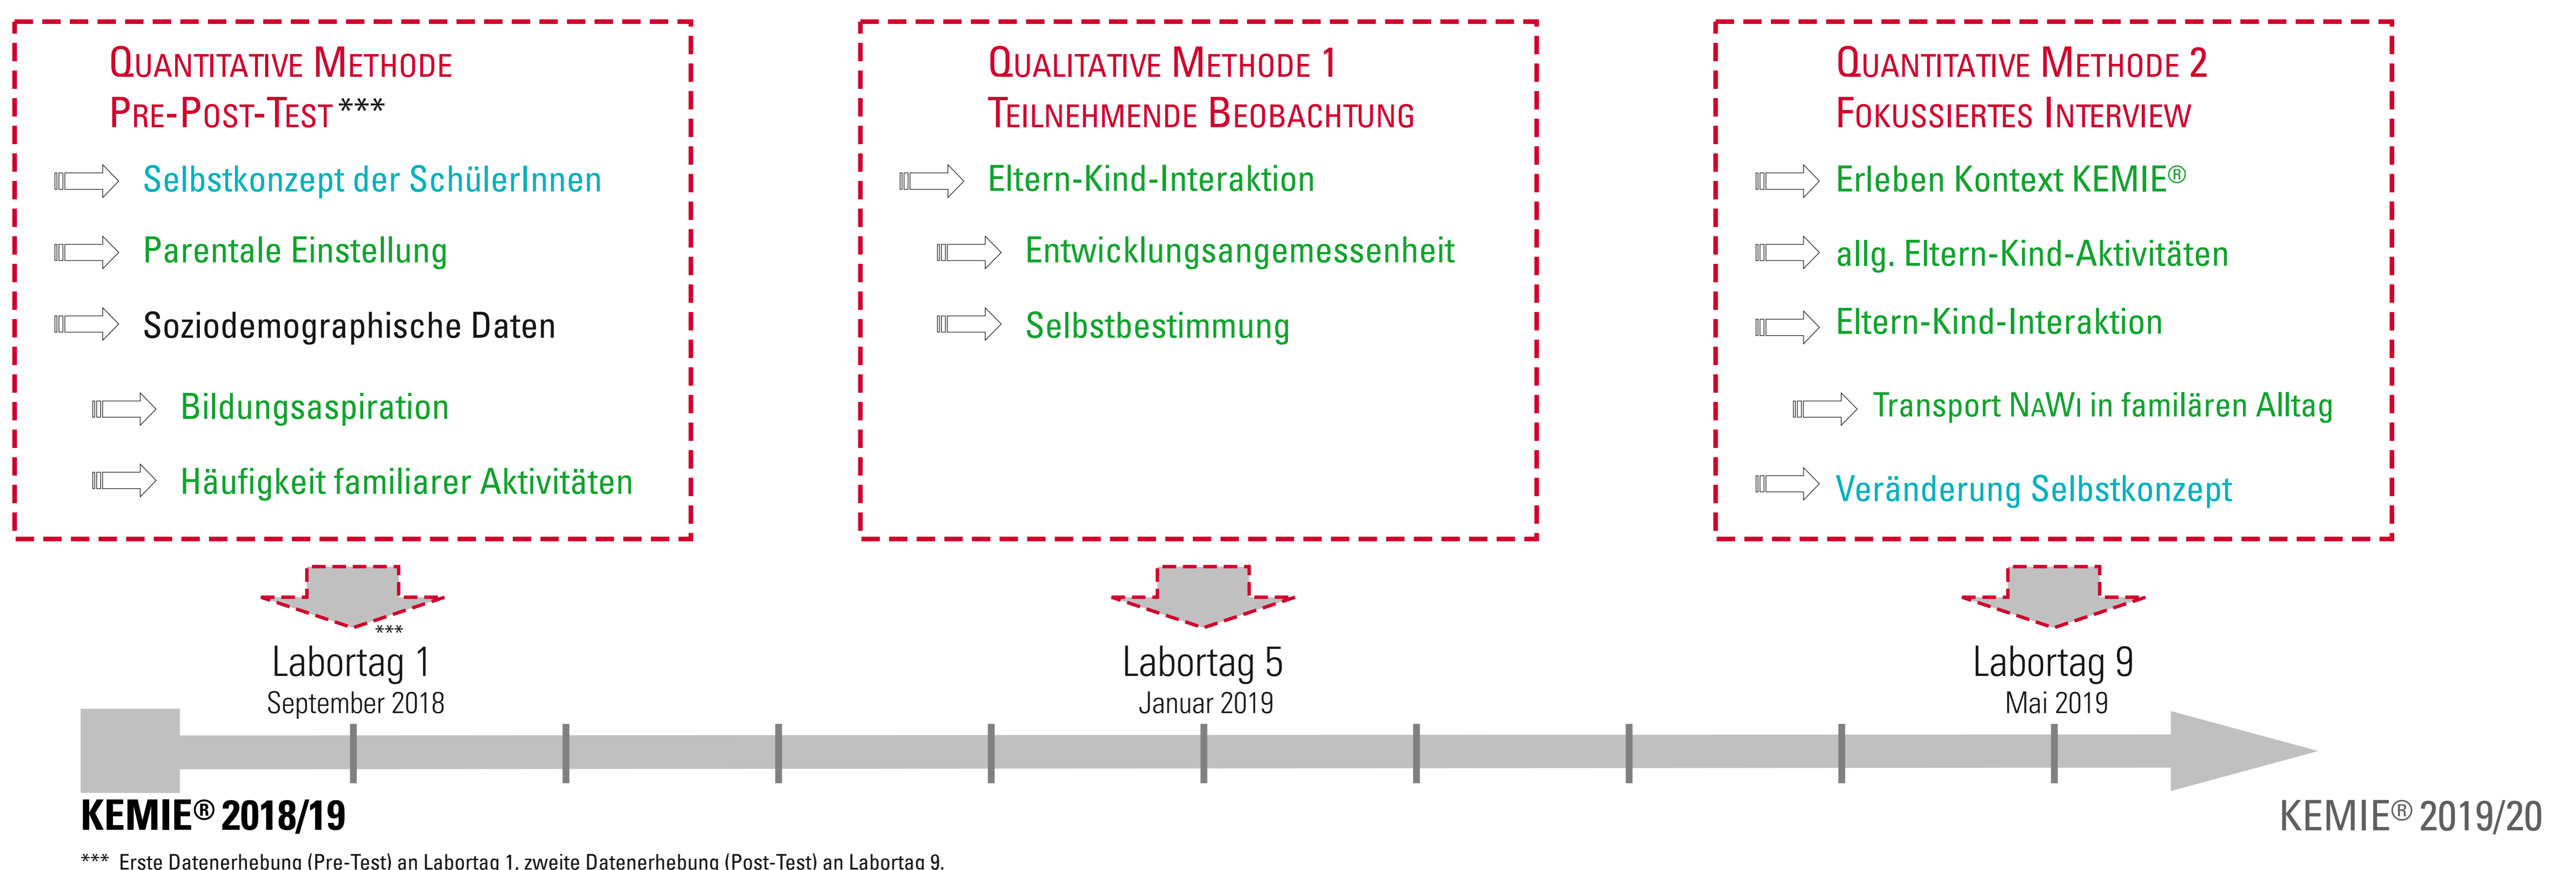 QUANTITATIVE METHODE
PRE-POST-TEST ***
Selbstkonzept der SchülerInnen
Parentale Einstellung
Soziodemographische Daten
Bildungsaspiration
Häufigkeit familiarer Aktivitäten
QUALITATIVE METHODE 1
TEILNEHMENDE BEOBACHTUNG
Eltern-Kind-Interaktion
Entwicklungsangemessenheit
Selbstbestimmung
QUANTITATIVE METHODE 2
FOKUSSIERTES INTERVIEW
Erleben Kontext KEMIE®
allg. Eltern-Kind-Aktivitäten
Eltern-Kind-Interaktion
Transport NAWI in familären Alltag
Veränderung Selbstkonzept
***
Labortag 1
September 2018
Labortag 5
Januar 2019
Labortag 9
Mai 2019
KEMIE® 2018/19
KEMIE® 2019/20
*** Erste Datenerhebung (Pre-Test) an Labortag 1, zweite Datenerhebung (Post-Test) an Labortag 9.